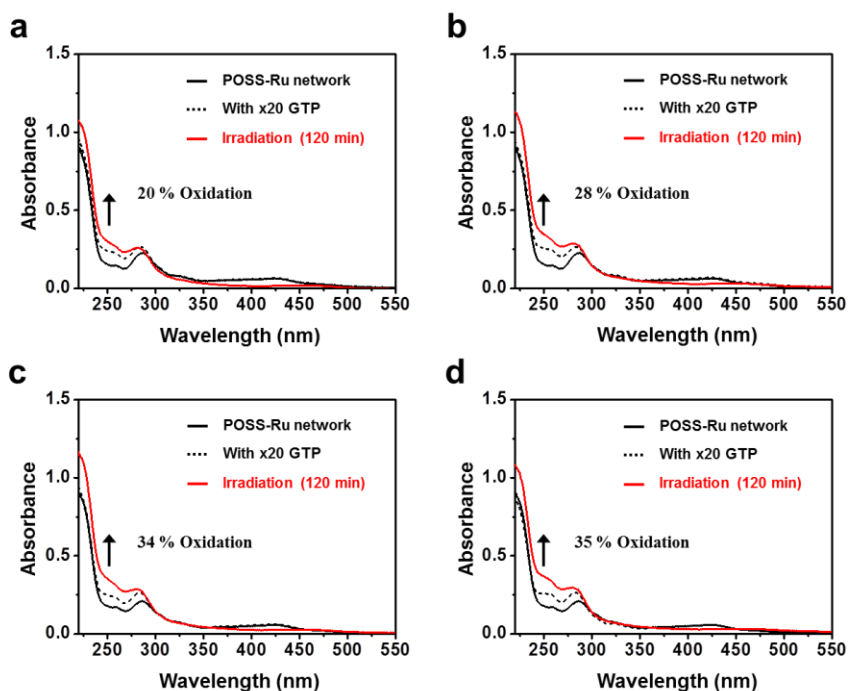 a
1.5
1.0
0.5
0.0
Absorbance
POSS-Ru network
With x20 GTP
Irradiation (120 min)
20 % Oxidation
250 300 350 400 450 500 550
Wavelength (nm)
b
1.5
1.0
0.5
0.0
Absorbance
POSS-Ru network
With x20 GTP
Irradiation (120 min)
28 % Oxidation
250 300 350 400 450 500 550
Wavelength (nm)
c
1.5
1.0
0.5
0.0
Absorbance
POSS-Ru network
With x20 GTP
Irradiation (120 min)
34 % Oxidation
250 300 350 400 450 500 550
Wavelength (nm)
d
1.5
1.0
0.5
0.0
Absorbance
POSS-Ru network
With x20 GTP
Irradiation (120 min)
35 % Oxidation
250 300 350 400 450 500 550
Wavelength (nm)